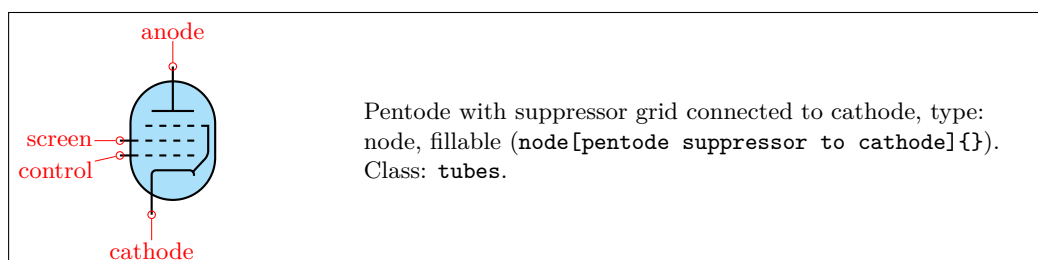 anode
screen
control
cathode
Pentode with suppressor grid connected to cathode, type:
node, fillable (node[pentode suppressor to cathode]{}).
Class: tubes.